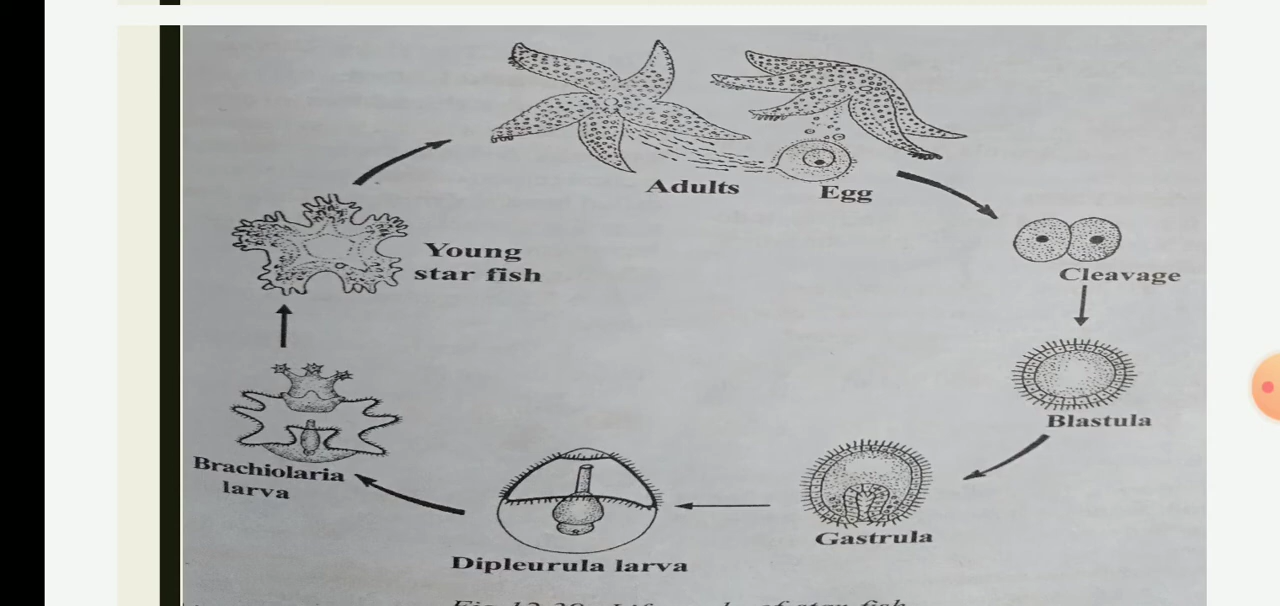 Adults
Egg
Young
star fish
Cleavage
Blastula
Brachiolaria
larva
Gastrula
Dipleurula larva